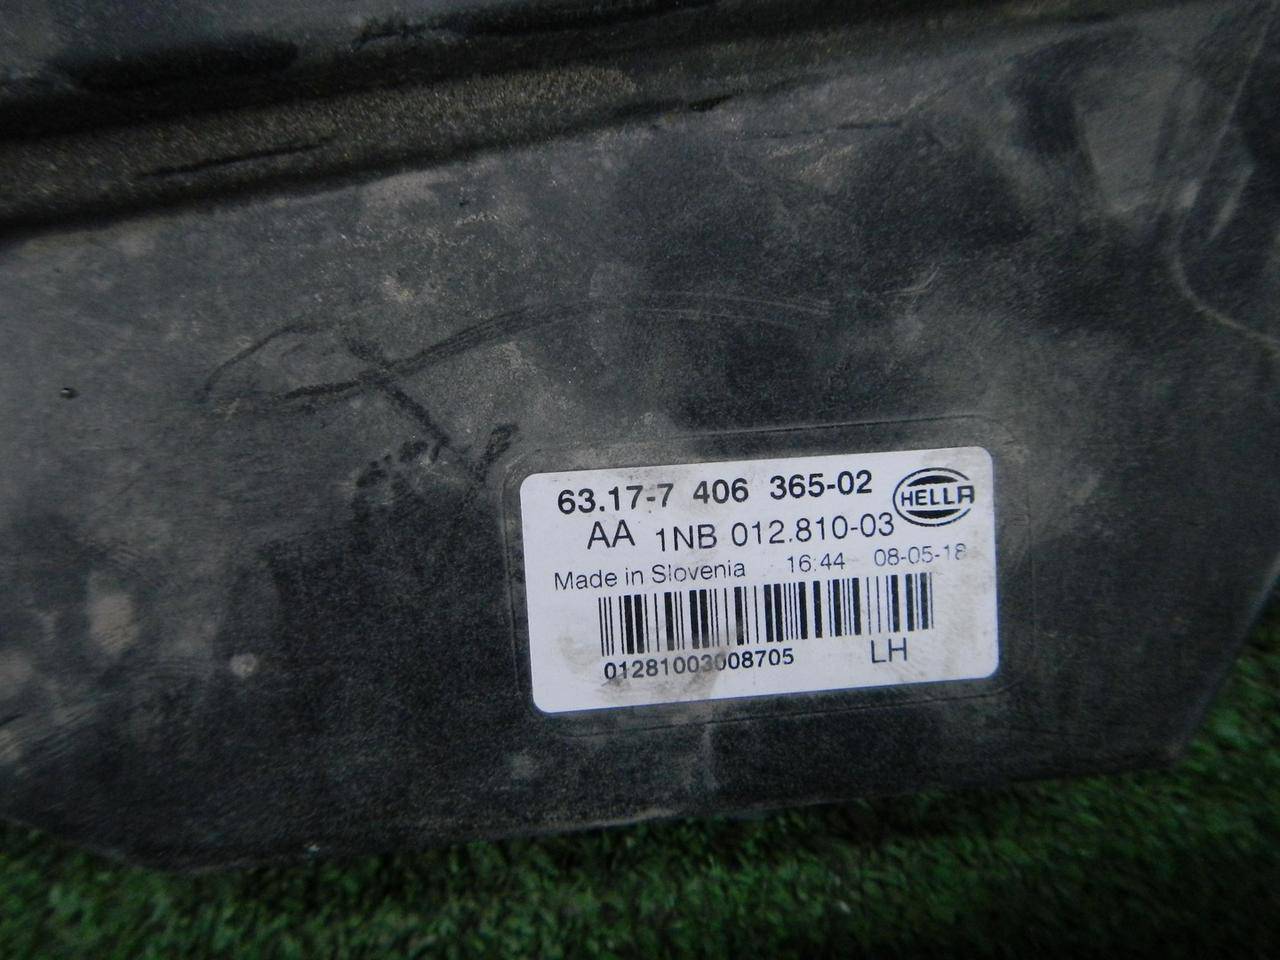 63.17-7 406 365-02
HELLA
AA 1NB 012.810-03
Made in Slovenia 16:44 08-05-18
01281003008705 LH